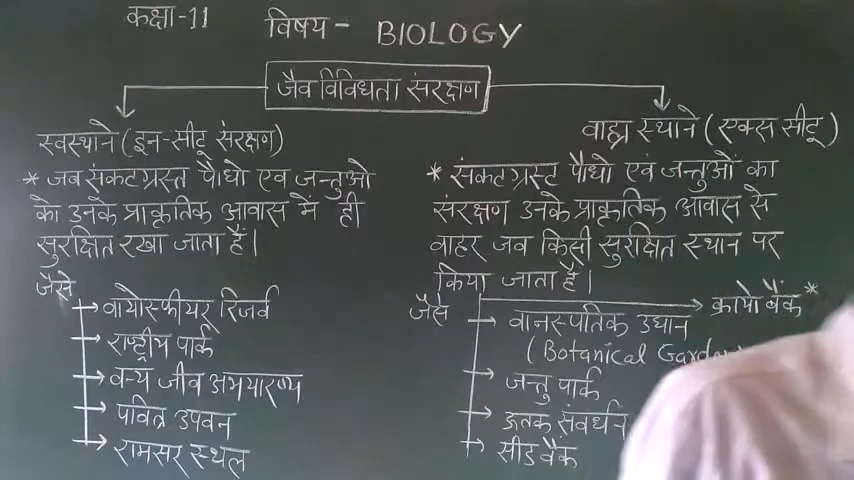 कक्षा-11
विषय- BIOLOGY
जैव विविधता संरक्षण
स्वस्थाने (इन-सीटू संरक्षण)
* जब संकटग्रस्त पौधो एव जन्तुओ
को उनके प्राकृतिक आवास में ही
सुरक्षित रखा जाता है।
जैसे
बायोस्फीयर रिजर्व
राष्ट्रीय पार्क
वन्य जीव अभयारण्य
पवित्र उपवन
रामसर स्थल
वाह्य स्थाने (एक्स सीटू)
* संकटग्रस्ट पौधो एवं जन्तुओं का
संरक्षण उनके प्राकृतिक आवास से
वाहर जब किसी सुरक्षित स्थान पर
किया जाता है।
जैसे
क्रायो बैंक *
वानस्पतिक उधान
(Botanical
जन्तु पार्क
ऊतक संवर्धन
सीड बैंक